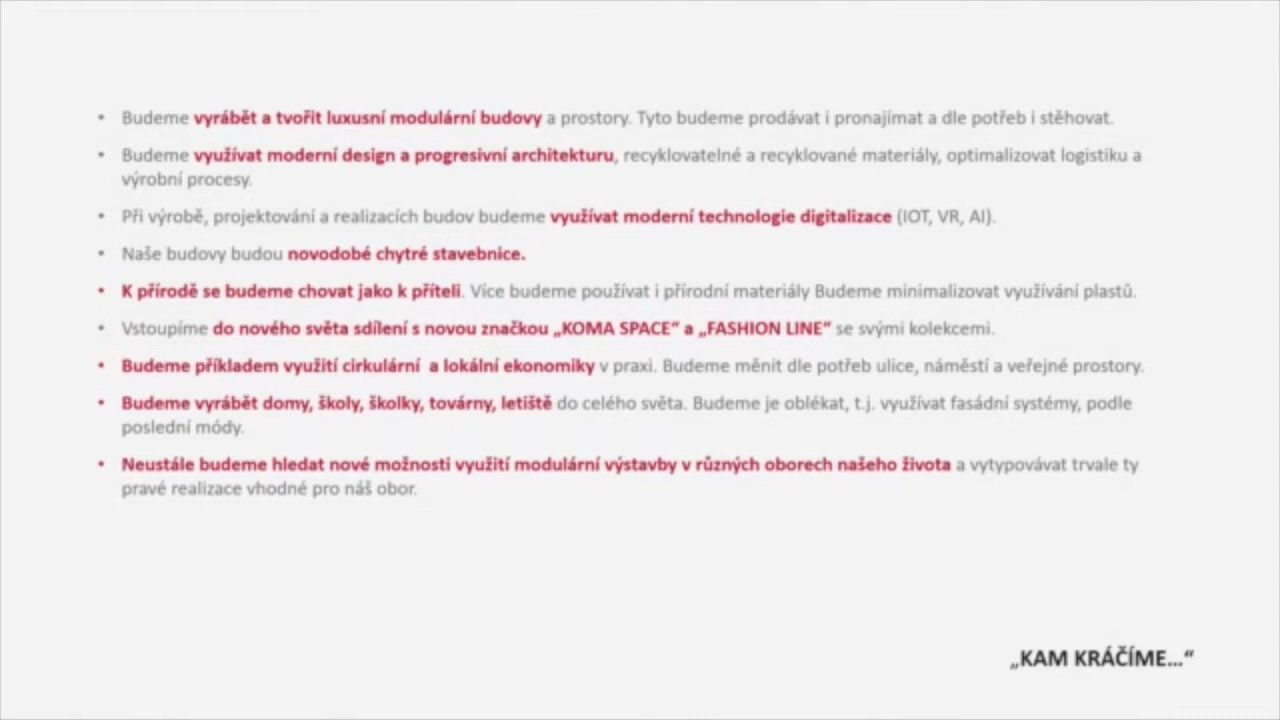 • Budeme vyrábět a tvořit luxusní modulární budovy a prostory. Tyto budeme prodávat i pronajímat a dle potřeb i stěhovat.
• Budeme využívat moderní design a progresivní architekturu, recyklovatelné a recyklované materiály, optimalizovat logistiku a
výrobní procesy.
• Při výrobě, projektování a realizacích budov budeme využívat moderní technologie digitalizace (IOT, VR, AI).
• Naše budovy budou novodobé chytré stavebnice.
• K přírodě se budeme chovat jako k příteli. Více budeme používat i přírodní materiály Budeme minimalizovat využívání plastů.
• Vstoupíme do nového světa sdílení s novou značkou „KOMA SPACE“ a „FASHION LINE“ se svými kolekcemi.
• Budeme příkladem využití cirkulární  a lokální ekonomiky v praxi. Budeme měnit dle potřeb ulice, náměstí a veřejné prostory.
• Budeme vyrábět domy, školy, školky, továrny, letiště do celého světa. Budeme je oblékat, t.j. využívat fasádní systémy, podle
poslední módy.
• Neustále budeme hledat nové možnosti využití modulární výstavby v různých oborech našeho života a vytypovávat trvale ty
pravé realizace vhodné pro náš obor.
„KAM KRÁČÍME…“